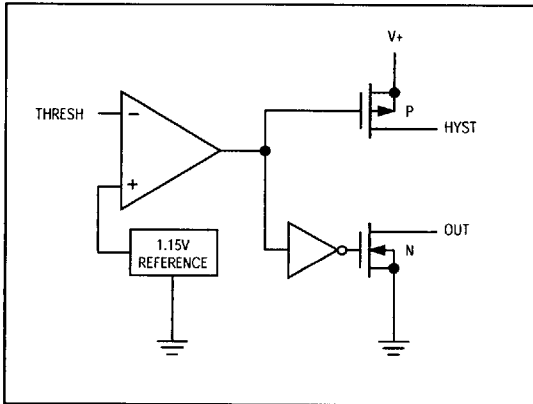 V+
THRESH
−
P
HYST
+
1.15V
REFERENCE
OUT
N